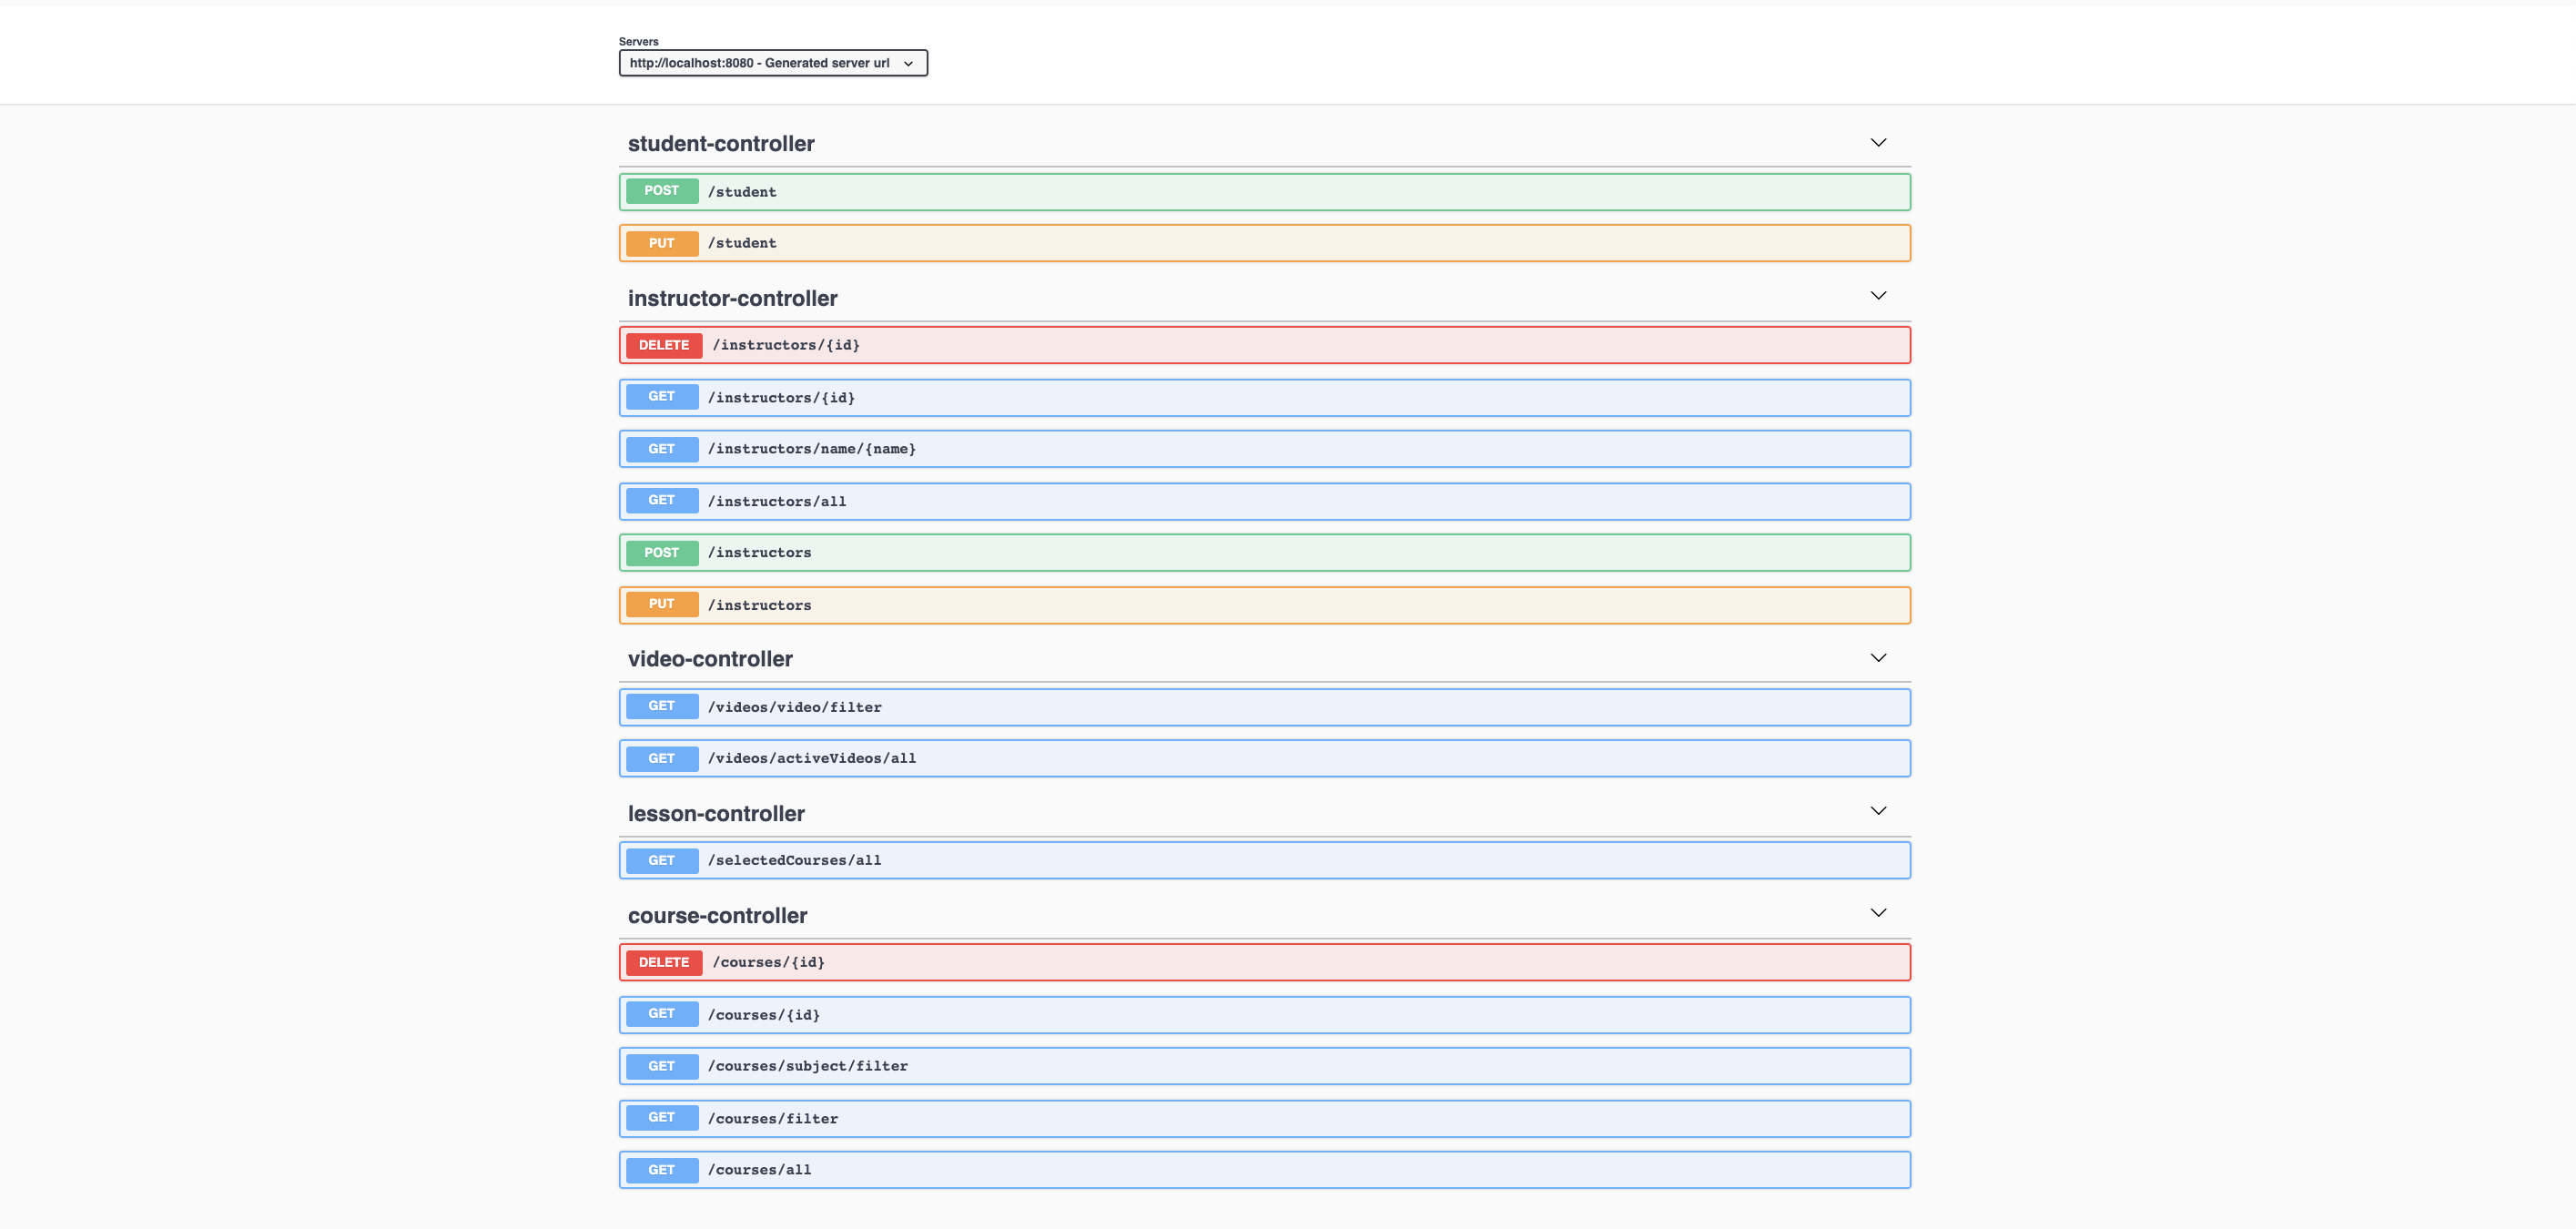 Servers
http://localhost:8080 - Generated server url
student-controller
POST /student
PUT /student
instructor-controller
DELETE /instructors/{id}
GET /instructors/{id}
GET /instructors/name/{name}
GET /instructors/all
POST /instructors
PUT /instructors
video-controller
GET /videos/video/filter
GET /videos/activeVideos/all
lesson-controller
GET /selectedCourses/all
course-controller
DELETE /courses/{id}
GET /courses/{id}
GET /courses/subject/filter
GET /courses/filter
GET /courses/all